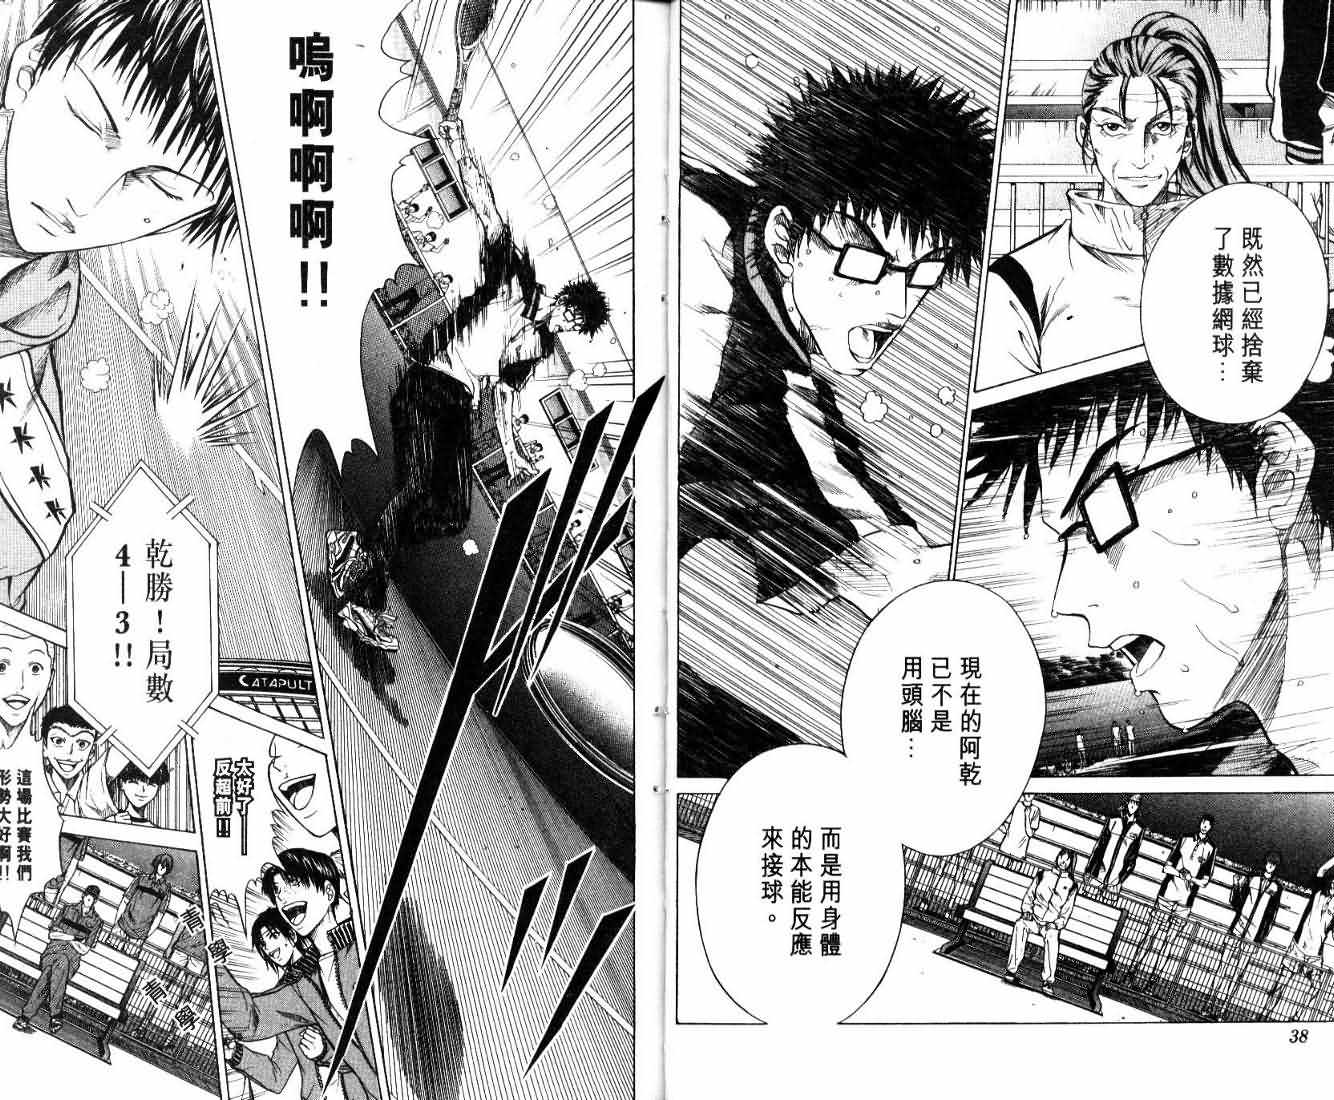 既然已經捨棄
了數據網球…
現在的阿乾
已不是
用頭腦…
而是用身體
的本能反應
來接球。
38
嗚啊啊啊!!
乾勝！局數
4—3!!
CATAPULT
太好了──
反超前!!
這場比賽我們
形勢大好啊!!
青學
青學